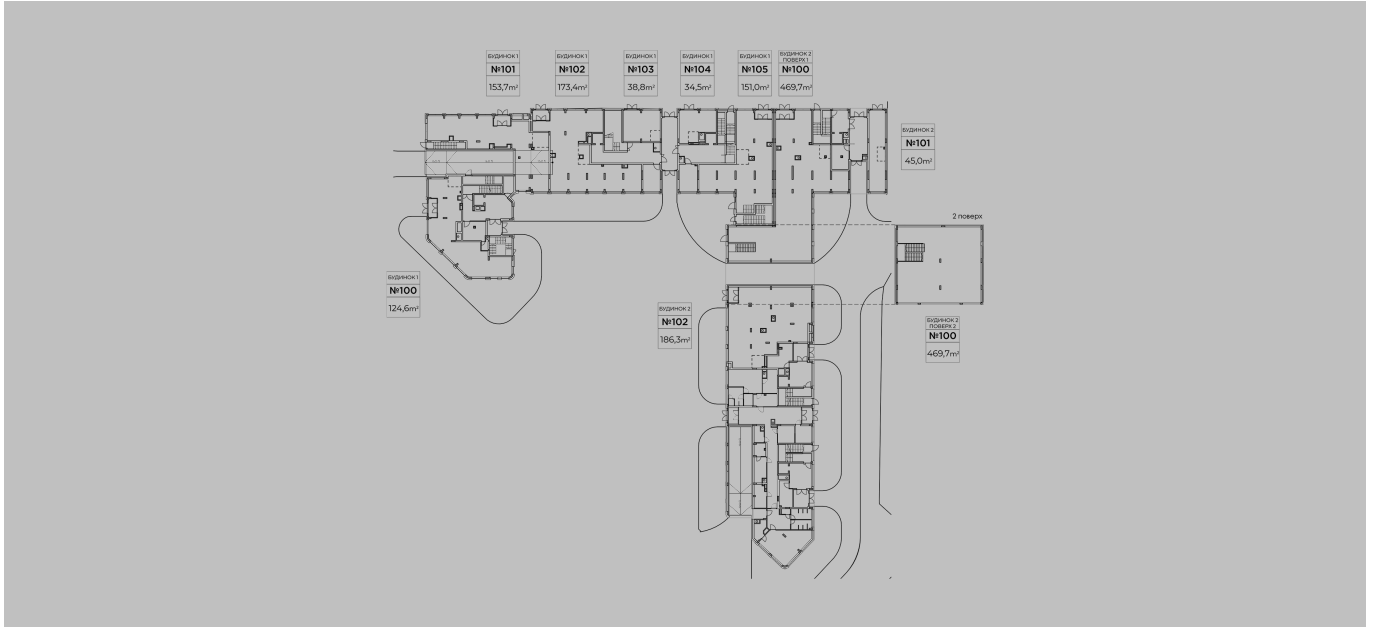 БУДИНОК 1
№101
153,7m²
БУДИНОК 1
№102
173,4m²
БУДИНОК 1
№103
38,8m²
БУДИНОК 1
№104
34,5m²
БУДИНОК 1
№105
151,0m²
БУДИНОК 2
ПОВЕРХ 1
№100
469,7m²
БУДИНОК 2
№101
45,0m²
2 поверх
БУДИНОК 1
№100
124,6m²
БУДИНОК 2
№102
186,3m²
БУДИНОК 2
ПОВЕРХ 2
№100
469,7m²